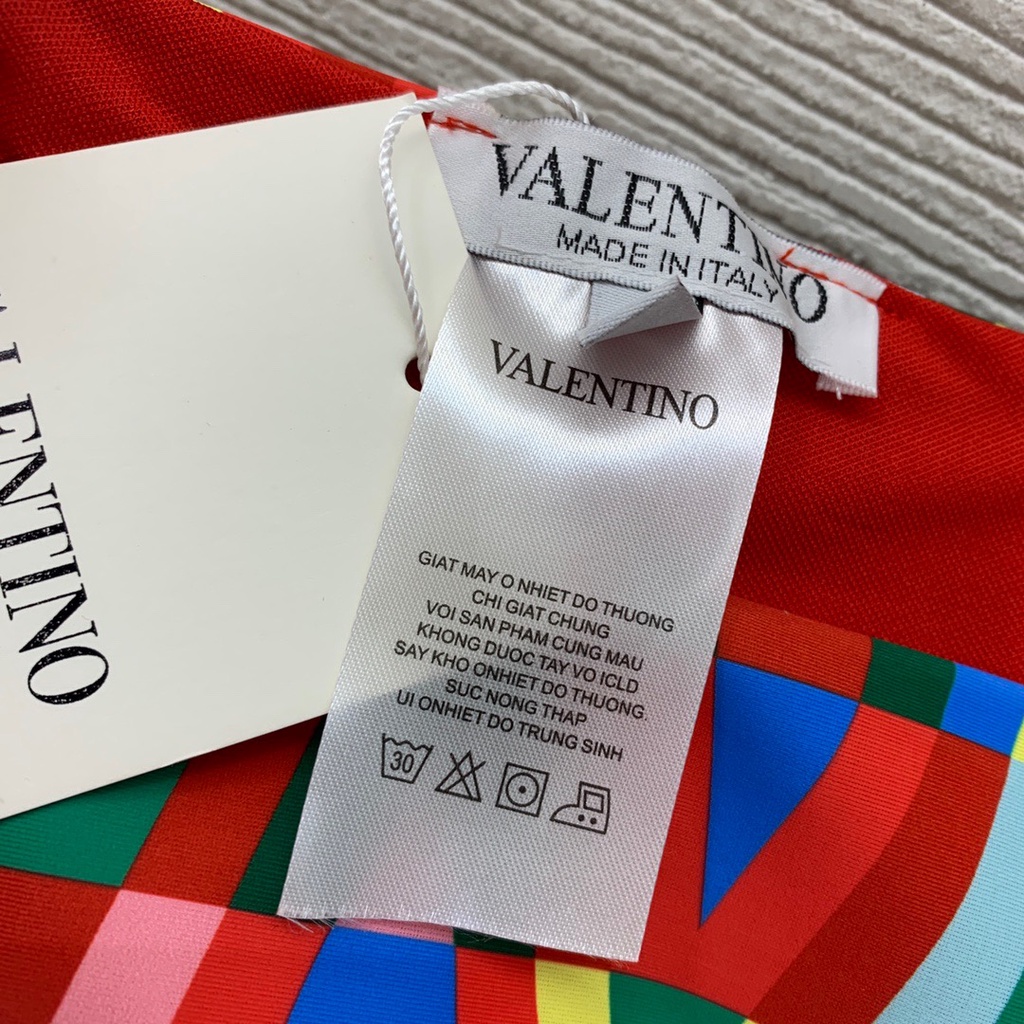 VALENTINO
MADE IN ITALY
VALENTINO
GIAT MAY O NHIET DO THUONG
CHI GIAT CHUNG
VOI SAN PHAM CUNG MAU
KHONG DUOC TAY VO ICLD
SAY KHO ONHIET DO THUONG.
SUC NONG THAP
UI ONHIET DO TRUNG SINH
30
ALENTINO